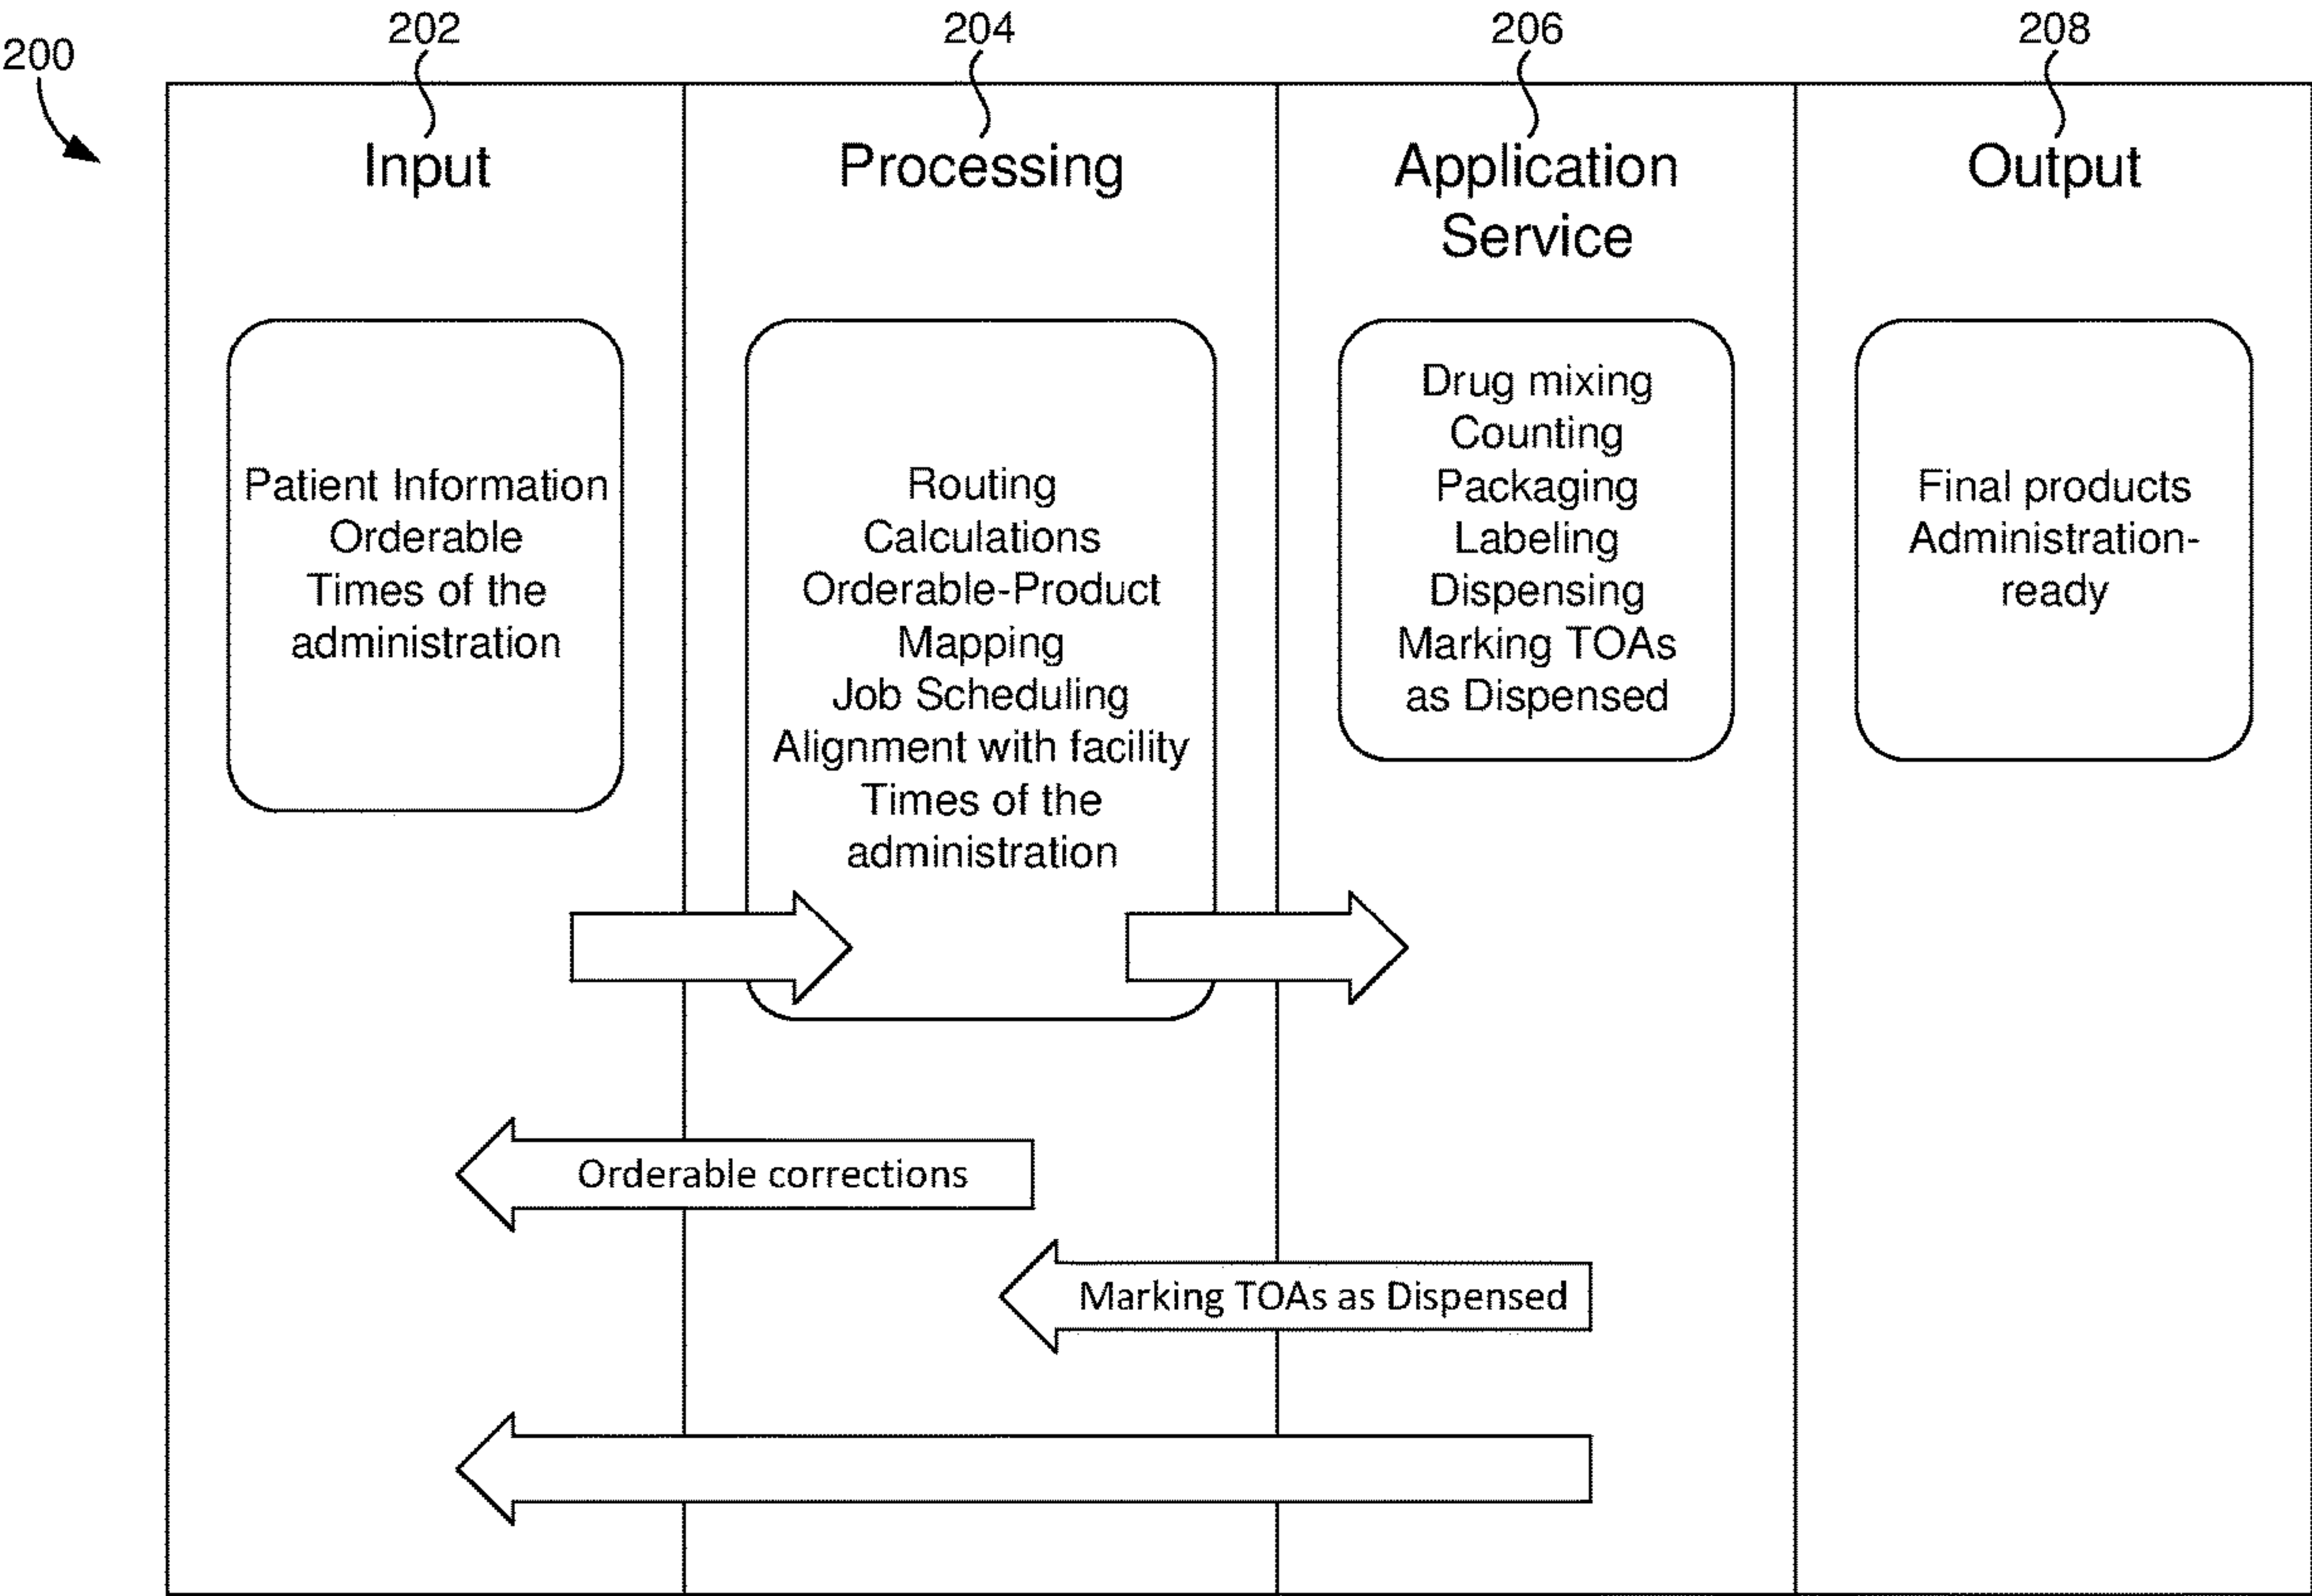 200
202
204
206
208
Input
Processing
Application
Service
Output
Patient Information
Orderable
Times of the
administration
Routing
Calculations
Orderable-Product
Mapping
Job Scheduling
Alignment with facility
Times of the
administration
Drug mixing
Counting
Packaging
Labeling
Dispensing
Marking TOAs
as Dispensed
Final products
Administration-
ready
Orderable corrections
Marking TOAs as Dispensed